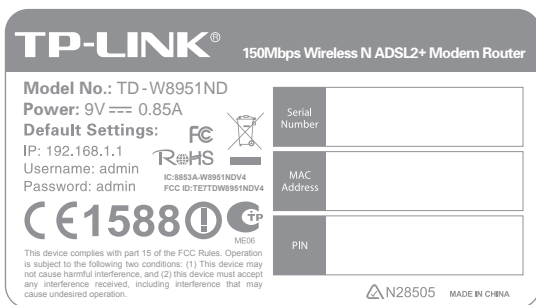 TP-LINK®
150Mbps Wireless N ADSL2+ Modem Router
Model No.: TD-W8951ND
Power: 9V 0.85A
Default Settings:
IP: 192.168.1.1
Username: admin
Password: admin
FC
RoHS
IC:8853A-W8951NDV4
FCC ID:TE7TDW8951NDV4
CE1588
TP
ME06
This device complies with part 15 of the FCC Rules. Operation
is subject to the following two conditions: (1) This device may
not cause harmful interference, and (2) this device must accept
any interference received, including interference that may
cause undesired operation.
Serial
Number
MAC
Address
PIN
N28505
MADE IN CHINA